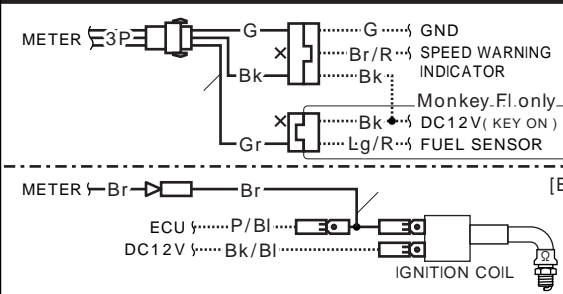 METER 3P G G GND
× Br/R SPEED WARNING
INDICATOR
Bk Bk
Monkey FI only
× Bk DC12V( KEY ON )
Gr Lg/R FUEL SENSOR
METER Br Br [E
ECU P/Bl
DC12V Bk/Bl
Ω
IGNITION COIL